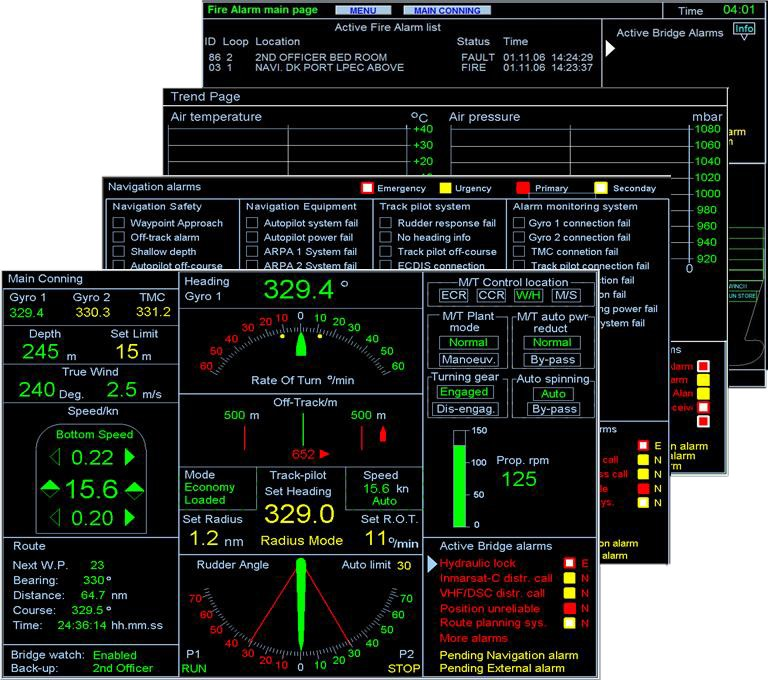 Fire Alarm main page MENU MAIN CONNING Time 04:01
Active Fire Alarm list
Active Bridge Alarms Info
ID Loop Location Status Time
86 2 2ND OFFICER BED ROOM FAULT 01.11.06 14:24:29
03 1 NAVI. DK PORT LPEC ABOVE FIRE 01.11.06 14:23:37
Trend Page
Air temperature °C Air pressure mbar
+40 1080
+30 1060
+20 1040
1020
1000
980
960
940
920
0
Navigation alarms Emergency Urgency Primary Seconday
Navigation Safety
Waypoint Approach
Off-track alarm
Shallow depth
Autopilot off-course
Navigation Equipment
Autopilot system fail
Autopilot power fail
ARPA 1 System fail
ARPA 2 System fail
Track pilot system
Rudder response fail
No heading info
Track pilot off-course
ECDIS connection
Alarm monitoring system
Gyro 1 connection fail
Gyro 2 connection fail
TMC connetion fail
Track pilot connection fail
on fail
ng power fail
ystem fail
UN STORE
E
N
N
N
N
Main Conning
Gyro 1 Gyro 2 TMC
329.4 330.3 331.2
Depth Set Limit
245 m 15 m
True Wind
240 Deg. 2.5 m/s
Speed/kn
Bottom Speed
0.22
15.6
0.20
Route
Next W.P. 23
Bearing: 330°
Distance: 64.7 nm
Course: 329.5°
Time: 24:36:14 hh.mm.ss
Bridge watch: Enabled
Back-up: 2nd Officer
Heading
Gyro 1 329.4 °
60 50 40 30 20 10 0 10 20 30 40 50 60
Rate Of Turn °/min
Off-Track/m
500 m 500 m
652
Mode
Economy
Loaded
Track-pilot
Set Heading
329.0
Radius Mode
Speed
15.6 kn
Auto
Set Radius
1.2 nm
Set R.O.T.
11°/min
Rudder Angle Auto limit 30
70 60 50 40 30 20 10 0 10 20 30 40 50 60 70
P1 P2
RUN STOP
M/T Control location
ECR CCR W/H M/S
M/T Plant mode
Normal
Manoeuv.
M/T auto pwr reduct
Normal
By-pass
Turning gear
Engaged
Dis-engag.
Auto spinning
Auto
By-pass
150
100
50
0
Prop. rpm
125
Active Bridge alarms
Hydraulic lock E
Inmarsat-C distr. call N
VHF/DSC distr. call N
Position unreliable N
Route planning sys. N
More alarms
Pending Navigation alarm
Pending External alarm